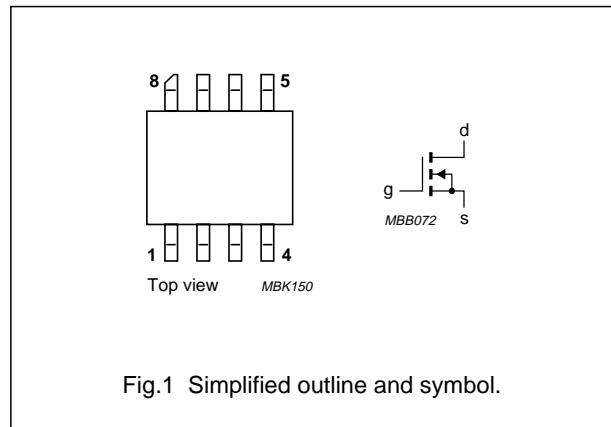 8 5
d
g
MBB072 s
1 4
Top view MBK150
Fig.1 Simplified outline and symbol.